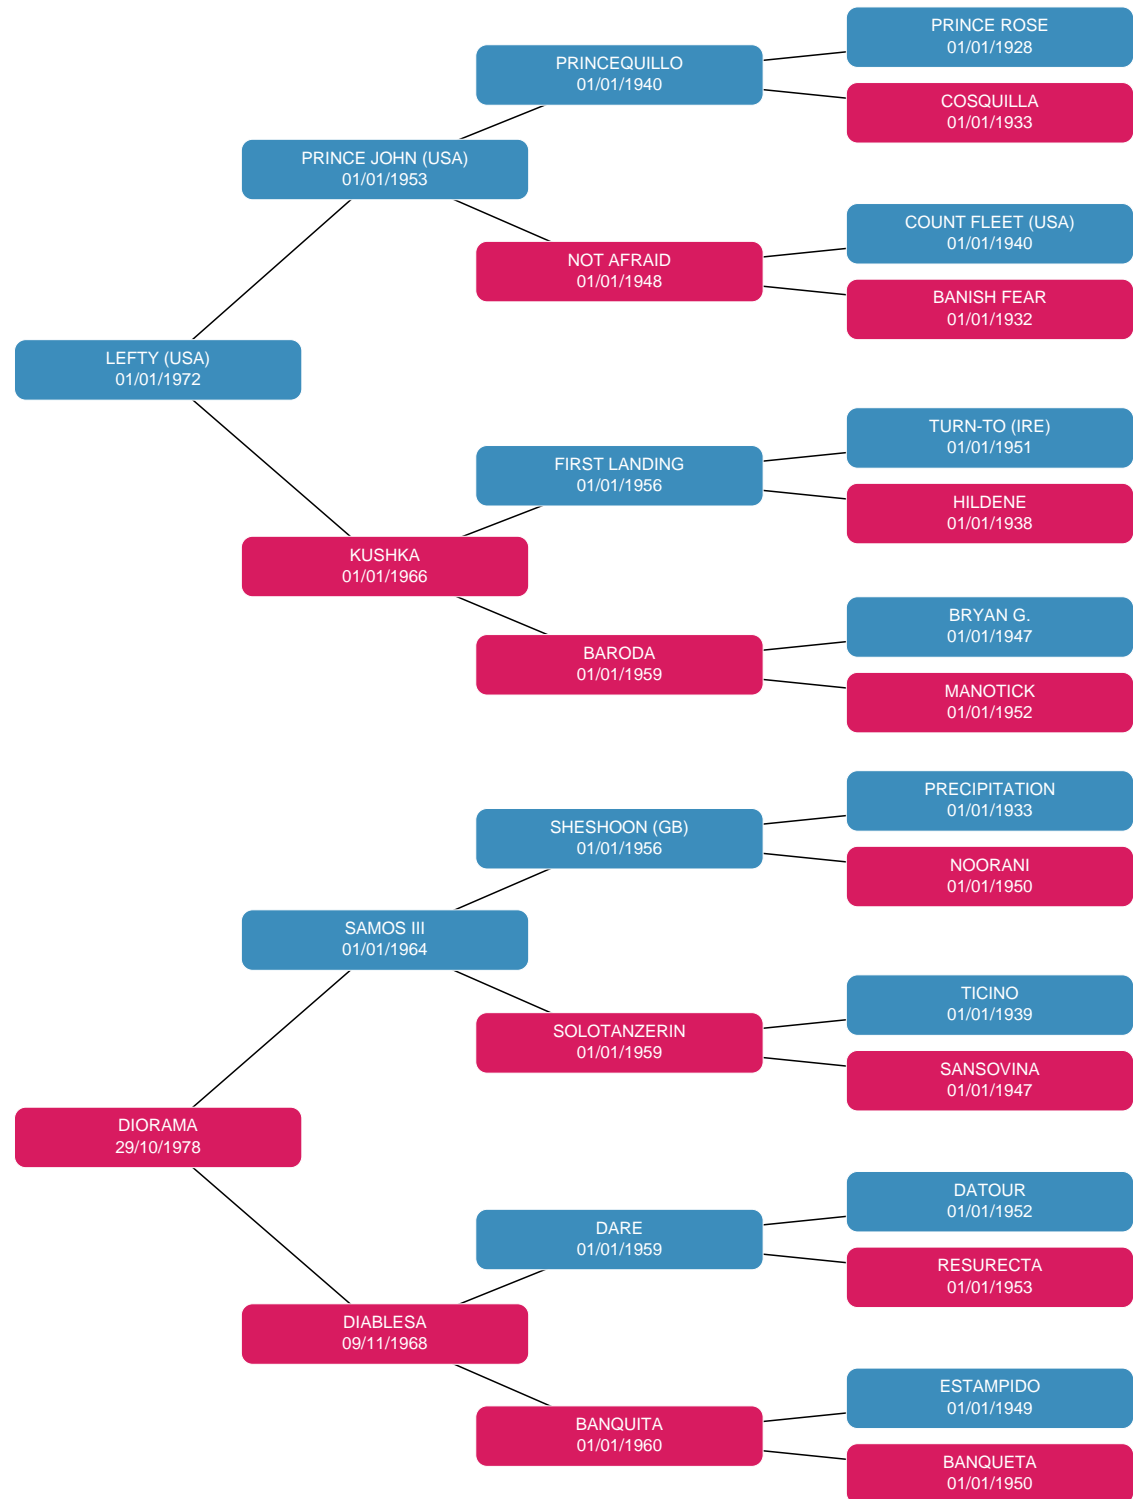 PRINCE ROSE
01/01/1928
PRINCEQUILLO
01/01/1940
COSQUILLA
01/01/1933
PRINCE JOHN (USA)
01/01/1953
COUNT FLEET (USA)
01/01/1940
NOT AFRAID
01/01/1948
BANISH FEAR
01/01/1932
LEFTY (USA)
01/01/1972
TURN-TO (IRE)
01/01/1951
FIRST LANDING
01/01/1956
HILDENE
01/01/1938
KUSHKA
01/01/1966
BRYAN G.
01/01/1947
BARODA
01/01/1959
MANOTICK
01/01/1952
PRECIPITATION
01/01/1933
SHESHOON (GB)
01/01/1956
NOORANI
01/01/1950
SAMOS III
01/01/1964
TICINO
01/01/1939
SOLOTANZERIN
01/01/1959
SANSOVINA
01/01/1947
DIORAMA
29/10/1978
DATOUR
01/01/1952
DARE
01/01/1959
RESURECTA
01/01/1953
DIABLESA
09/11/1968
ESTAMPIDO
01/01/1949
BANQUITA
01/01/1960
BANQUETA
01/01/1950